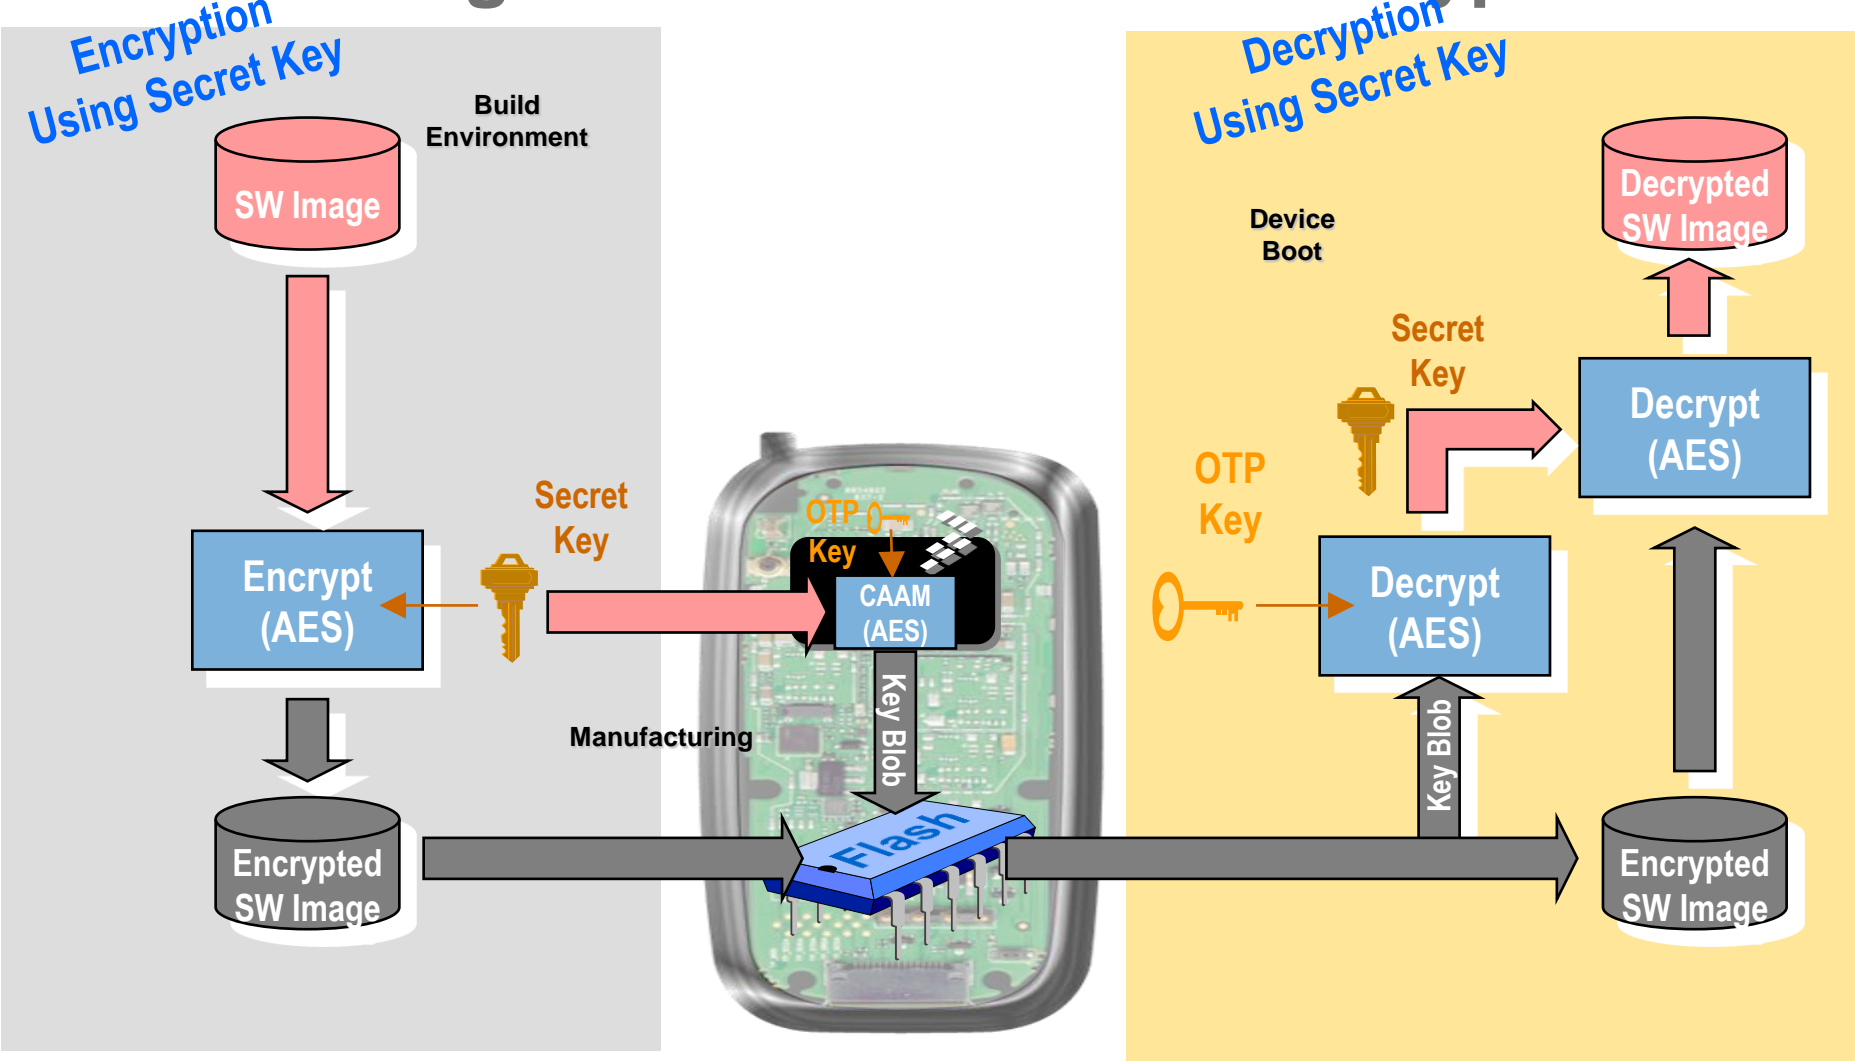 Encryption
Using Secret Key
Build
Environment
SW Image
Encrypt
(AES)
Secret
Key
Encrypted
SW Image
Manufacturing
OTP
Key
CAAM
(AES)
Key Blob
Flash
Decryption
Using Secret Key
Device
Boot
Decrypted
SW Image
Secret
Key
Decrypt
(AES)
OTP
Key
Decrypt
(AES)
Key Blob
Encrypted
SW Image